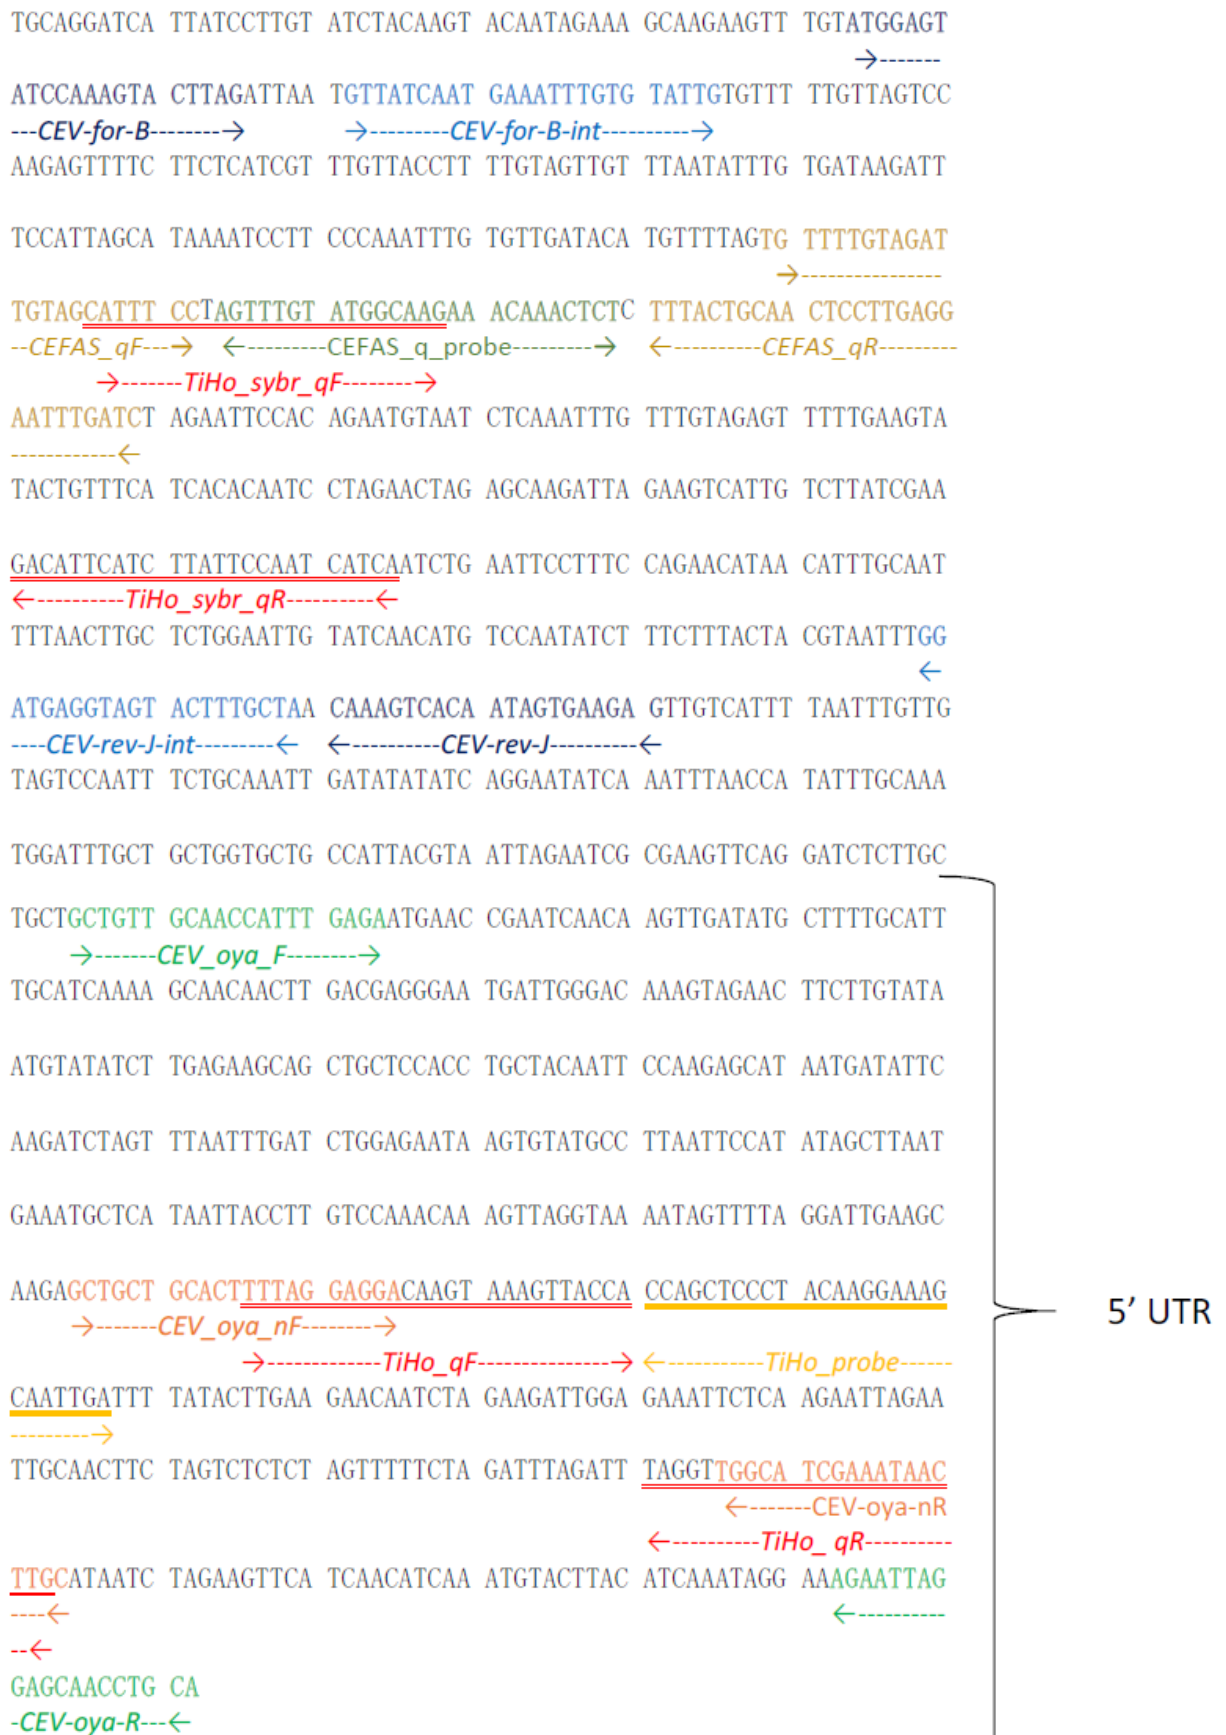 TGCAGGATCA TTATCCTTGT ATCTACAAGT ACAATAGAAA GCAAGAAGTT TGTATGGAGT
→-------
ATCCAAAGTA CTTAGATTAA TGTTATCAAT GAAATTTGTG TATTGTGTTT TTGTTAGTCC
---CEV-for-B--------→ →---------CEV-for-B-int----------→
AAGAGTTTTC TTCTCATCGT TTGTTACCTT TTGTAGTTGT TTAATATTTG TGATAAGATT
TCCATTAGCA TAAAATCCTT CCCAAATTTG TGTTGATACA TGTTTTAGTG TTTTGTAGAT
→----------------
TGTAGCATTT CCTAGTTTGT ATGGCAAGAA ACAAACTCTC TTTACTGCAA CTCCTTGAGG
--CEFAS_qF---→ ←---------CEFAS_q_probe---------→ ←----------CEFAS_qR---------
→-------TiHo_sybr_qF--------→
AATTTGATCT AGAATTCCAC AGAATGTAAT CTCAAATTTG TTTGTAGAGT TTTTGAAGTA
------------←
TACTGTTTCA TCACACAATC CTAGAACTAG AGCAAGATTA GAAGTCATTG TCTTATCGAA
GACATTCATC TTATTCCAAT CATCAATCTG AATTCCTTTC CAGAACATAA CATTTGCAAT
←----------TiHo_sybr_qR----------←
TTTAACTTGC TCTGGAATTG TATCAACATG TCCAATATCT TTCTTTACTA CGTAATTTGG
←
ATGAGGTAGT ACTTTGCTAA CAAAGTCACA ATAGTGAAGA GTTGTCATTT TAATTTGTTG
----CEV-rev-J-int---------← ←----------CEV-rev-J----------←
TAGTCCAATT TCTGCAAATT GATATATATC AGGAATATCA AATTTAACCA TATTTGCAAA
TGGATTTGCT GCTGGTGCTG CCATTACGTA ATTAGAATCG CGAAGTTCAG GATCTCTTGC
TGCTGCTGTT GCAACCATTT GAGAATGAAC CGAATCAACA AGTTGATATG CTTTTGCATT
→-------CEV_oya_F--------→
TGCATCAAAA GCAACAACTT GACGAGGGAA TGATTGGGAC AAAGTAGAAC TTCTTGTATA
ATGTATATCT TGAGAAGCAG CTGCTCCACC TGCTACAATT CCAAGAGCAT AATGATATTC
AAGATCTAGT TTAATTTGAT CTGGAGAATA AGTGTATGCC TTAATTCCAT ATAGCTTAAT
GAAATGCTCA TAATTACCTT GTCCAAACAA AGTTAGGTAA AATAGTTTTA GGATTGAAGC
AAGAGCTGCT GCACTTTTAG GAGGACAAGT AAAGTTACCA CCAGCTCCCT ACAAGGAAAG
→-------CEV_oya_nF--------→
5’ UTR
→------------TiHo_qF------------→ ←-----------TiHo_probe------
CAATTGATTT TATACTTGAA GAACAATCTA GAAGATTGGA GAAATTCTCA AGAATTAGAA
---------→
TTGCAACTTC TAGTCTCTCT AGTTTTTCTA GATTTAGATT TAGGTTGGCA TCGAAATAAC
←-------CEV-oya-nR
←----------TiHo_ qR----------
TTGCATAATC TAGAAGTTCA TCAACATCAA ATGTACTTAC ATCAAATAGG AAAGAATTAG
----← ←----------
--←
GAGCAACCTG CA
-CEV-oya-R---←